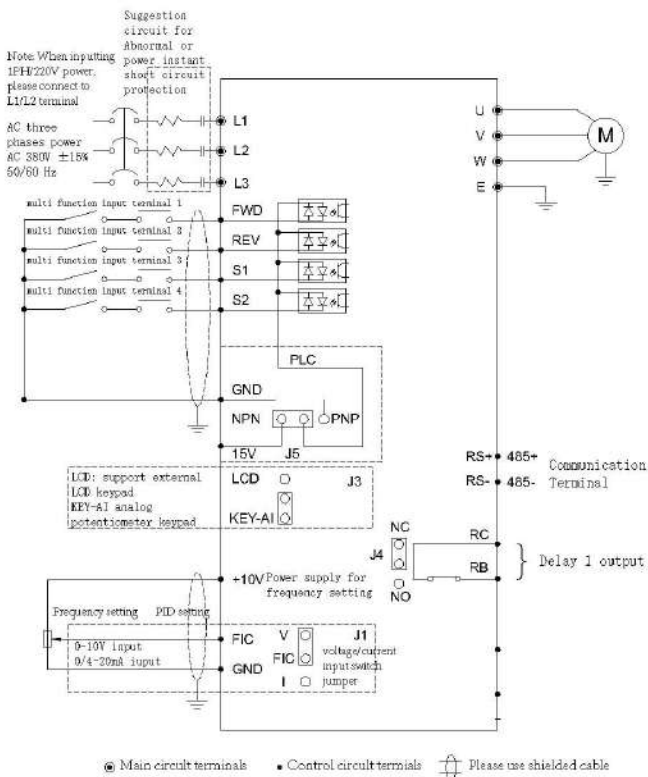 Suggestion
circuit for
Abnormal or
power instant
short circuit
protection
Note: When inputting
1PH/220V power,
please connect to
L1/L2 terminal
AC three
phases power
AC 380V ±15%
50/60 Hz
L1
L2
L3
U
V
W
E
M
multi function input terminal 1
FWD
multi function input terminal 2
REV
multi function input terminal 3
S1
multi function input terminal 4
S2
PLC
GND
NPN
PNP
15V
J5
LCD: support external
LCD keypad
KEY-AI analog
potentiometer keypad
LCD
J3
KEY-AI
RS+ 485+
RS- 485-
Communication
Terminal
NC
J4
NO
RC
RB
Delay 1 output
+10V Power supply for
frequency setting
Frequency setting PID setting
0-10V input
0/4-20mA iuput
FIC
GND
V
FIC
I
J1
voltage/current
input switch
jumper
Main circuit terminals
Control circuit termials
Please use shielded cable